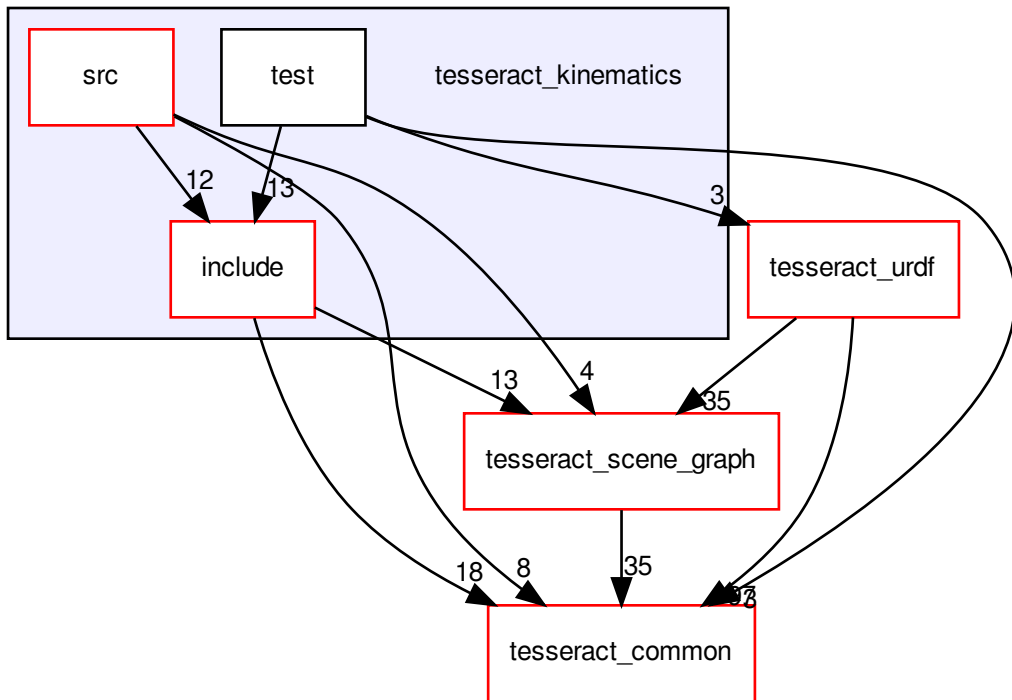 src
test
tesseract_kinematics
12
13
3
include
tesseract_urdf
13
4
35
tesseract_scene_graph
18
8
35
tesseract_common